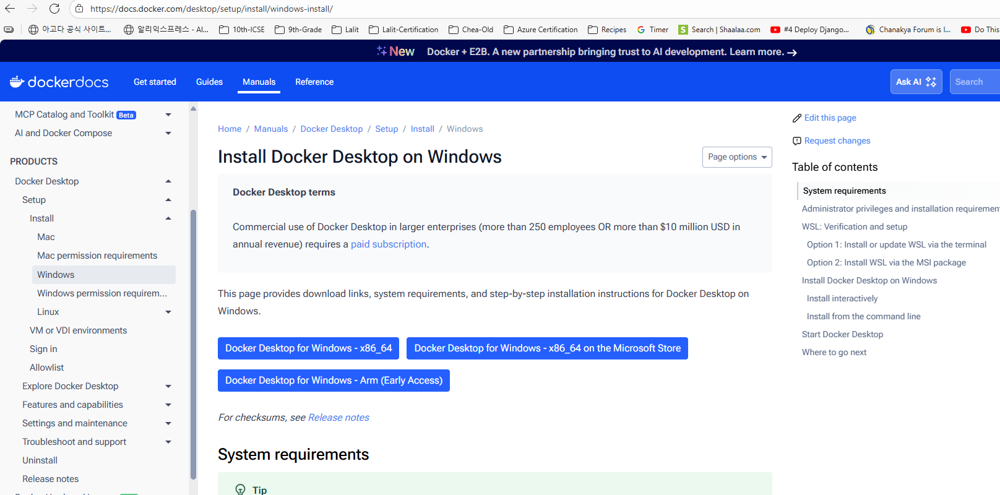 https://docs.docker.com/desktop/setup/install/windows-install/
아고다 공식 사이트... 알리익스프레스 - Al... 10th-ICSE 9th-Grade Lalit Lalit-Certification Chea-Old Azure Certification Recipes Timer Search | Shaalaa.com #4 Deploy Django... Chanakya Forum is I... Do This
New Docker + E2B. A new partnership bringing trust to AI development. Learn more. →
dockerdocs Get started Guides Manuals Reference Ask AI Search
MCP Catalog and Toolkit Beta
AI and Docker Compose
PRODUCTS
Docker Desktop
Setup
Install
Mac
Mac permission requirements
Windows
Windows permission requirem...
Linux
VM or VDI environments
Sign in
Allowlist
Explore Docker Desktop
Features and capabilities
Settings and maintenance
Troubleshoot and support
Uninstall
Release notes
Home / Manuals / Docker Desktop / Setup / Install / Windows
Install Docker Desktop on Windows
Page options
Docker Desktop terms
Commercial use of Docker Desktop in larger enterprises (more than 250 employees OR more than $10 million USD in
annual revenue) requires a paid subscription.
This page provides download links, system requirements, and step-by-step installation instructions for Docker Desktop on
Windows.
Docker Desktop for Windows - x86_64
Docker Desktop for Windows - x86_64 on the Microsoft Store
Docker Desktop for Windows - Arm (Early Access)
For checksums, see Release notes
System requirements
Tip
Edit this page
Request changes
Table of contents
System requirements
Administrator privileges and installation requiremen
WSL: Verification and setup
Option 1: Install or update WSL via the terminal
Option 2: Install WSL via the MSI package
Install Docker Desktop on Windows
Install interactively
Install from the command line
Start Docker Desktop
Where to go next